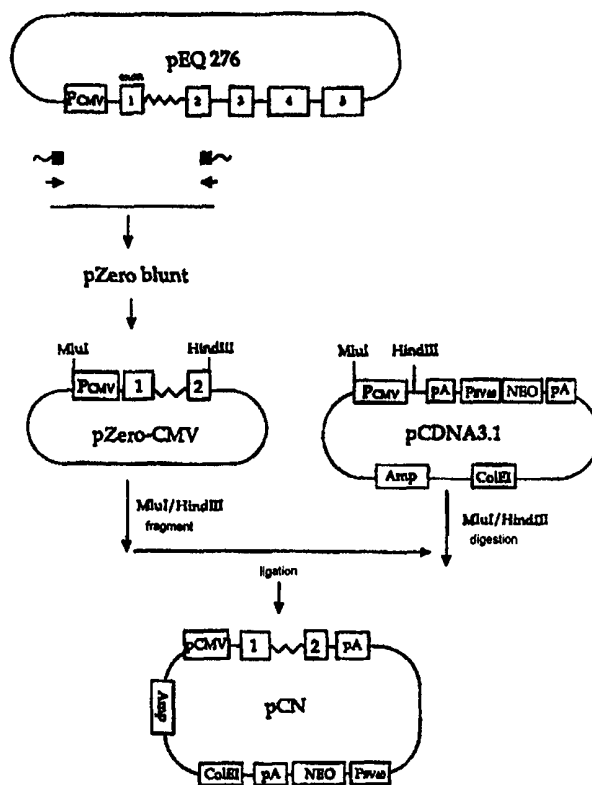 pEQ 276
exon
PCMV 1 2 3 4 5
pZero blunt
MluI HindIII
PCMV 1 2
pZero-CMV
MluI HindIII
PCMV pA PSV40 NEO pA
pCDNA3.1
Amp ColEI
MluI/HindIII
fragment
MluI/HindIII
digestion
ligation
pCMV 1 2 pA
Amp
pCN
ColEI pA NEO PSV40